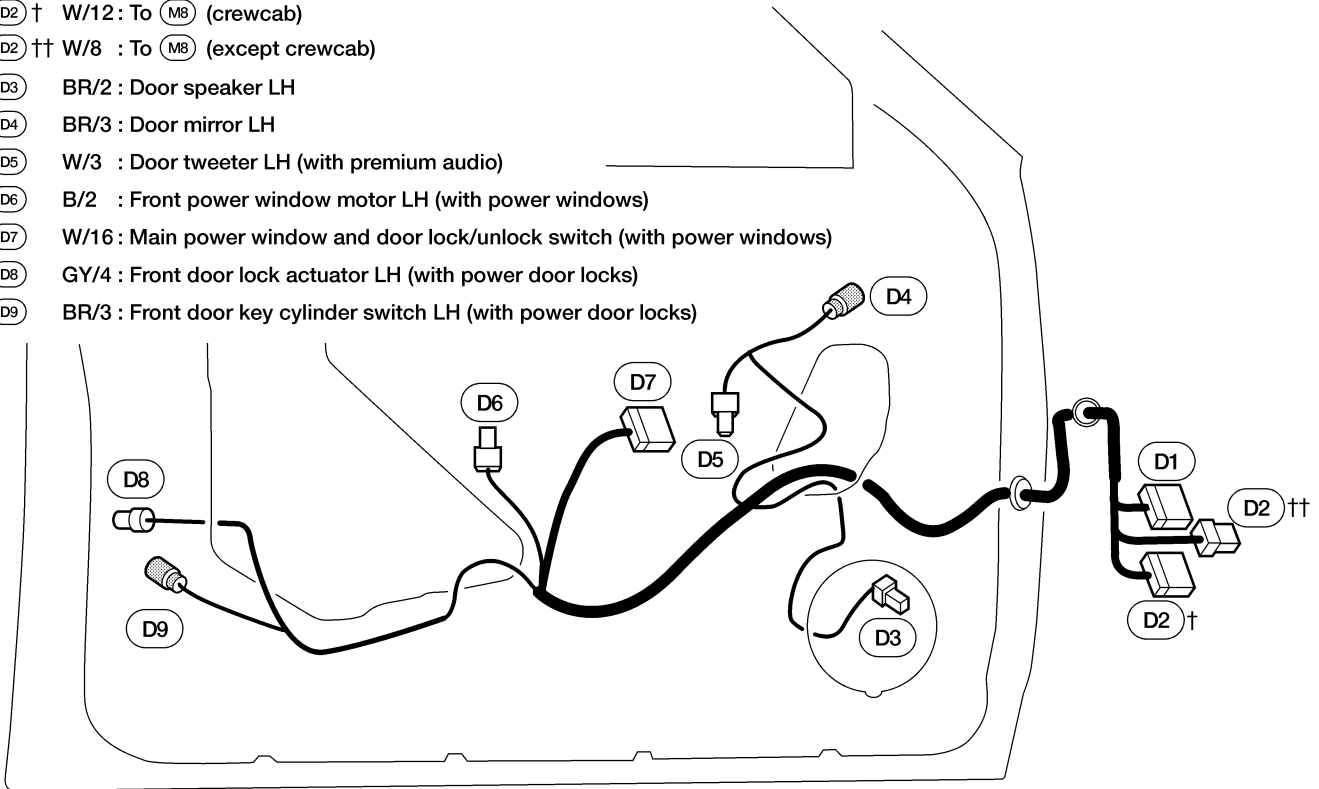 D2 † W/12 : To M8 (crewcab)
D2 †† W/8 : To M8 (except crewcab)
D3 BR/2 : Door speaker LH
D4 BR/3 : Door mirror LH
D5 W/3 : Door tweeter LH (with premium audio)
D6 B/2 : Front power window motor LH (with power windows)
D7 W/16 : Main power window and door lock/unlock switch (with power windows)
D8 GY/4 : Front door lock actuator LH (with power door locks)
D9 BR/3 : Front door key cylinder switch LH (with power door locks)
D4
D7
D6
D5
D1
D8
D2 ††
D2 †
D9
D3